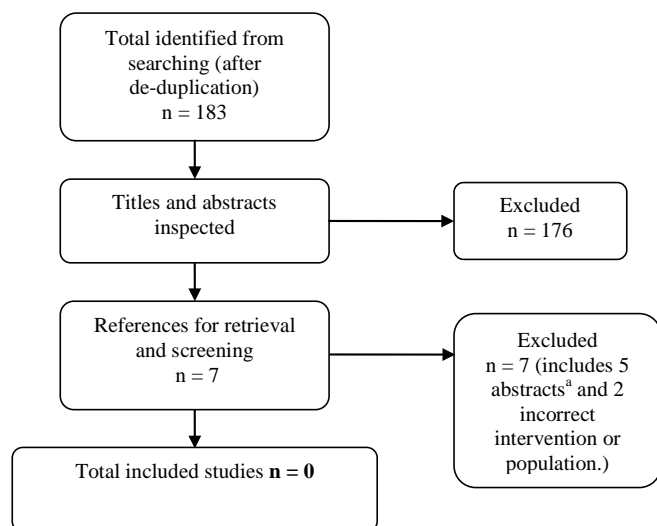 Total identified from
searching (after
de-duplication)
n = 183
Titles and abstracts
inspected
Excluded
n = 176
References for retrieval
and screening
n = 7
Excluded
n = 7 (includes 5
abstractsᵃ and 2
incorrect
intervention or
population.)
Total included studies n = 0